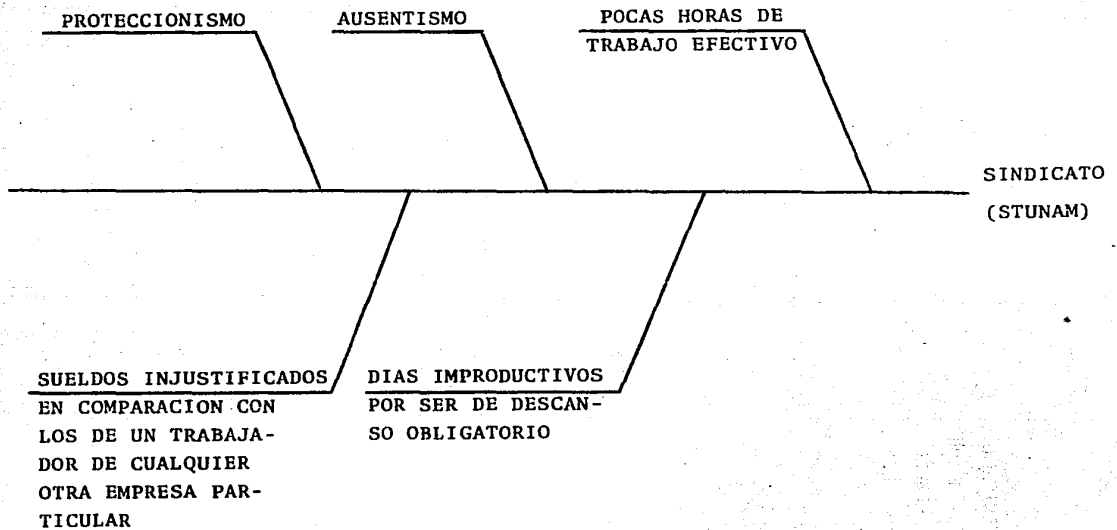 PROTECCIONISMO
AUSENTISMO
POCAS HORAS DE
TRABAJO EFECTIVO
SINDICATO
(STUNAM)
SUELDOS INJUSTIFICADOS
EN COMPARACION CON
LOS DE UN TRABAJA-
DOR DE CUALQUIER
OTRA EMPRESA PAR-
TICULAR
DIAS IMPRODUCTIVOS
POR SER DE DESCAN-
SO OBLIGATORIO